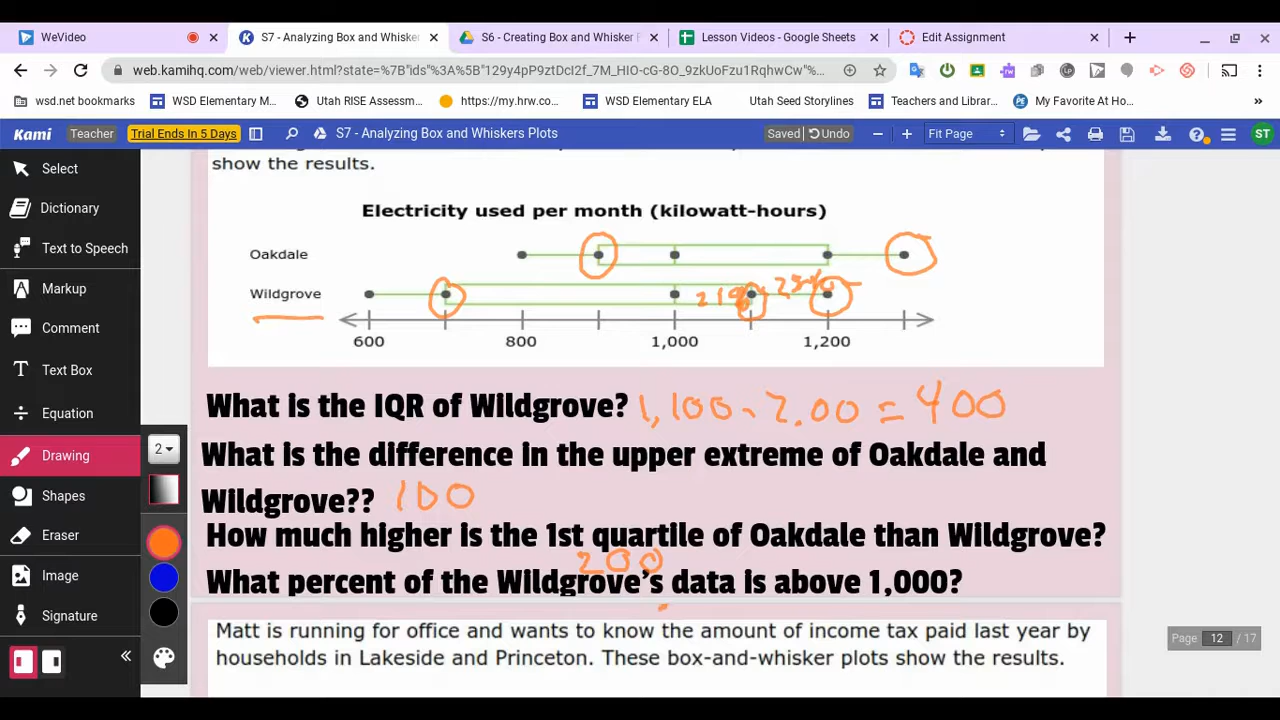 WeVideo
S7 - Analyzing Box and Whisker
S6 - Creating Box and Whisker
Lesson Videos - Google Sheets
Edit Assignment
web.kamihq.com/web/viewer.html?state=%7B"ids"%3A%5B"129y4pP9ztDcI2f_7M_HIO-cG-8O_9zkUoFzu1RqhwCw"%...
wsd.net bookmarks
WSD Elementary M...
Utah RISE Assessm...
https://my.hrw.co...
WSD Elementary ELA
Utah Seed Storylines
Teachers and Librar...
My Favorite At Ho...
»
Kami
Teacher
Trial Ends In 5 Days
S7 - Analyzing Box and Whiskers Plots
Saved
Undo
Fit Page
ST
Select
Dictionary
Text to Speech
Markup
Comment
Text Box
Equation
Drawing
Shapes
Eraser
Image
Signature
2
show the results.
Electricity used per month (kilowatt-hours)
Oakdale
Wildgrove
600 800 1,000 1,200
What is the IQR of Wildgrove? 1,100 - 7.00 = 400
What is the difference in the upper extreme of Oakdale and
Wildgrove?? 100
How much higher is the 1st quartile of Oakdale than Wildgrove?
200
What percent of the Wildgrove's data is above 1,000?
Matt is running for office and wants to know the amount of income tax paid last year by
households in Lakeside and Princeton. These box-and-whisker plots show the results.
Page 12 / 17